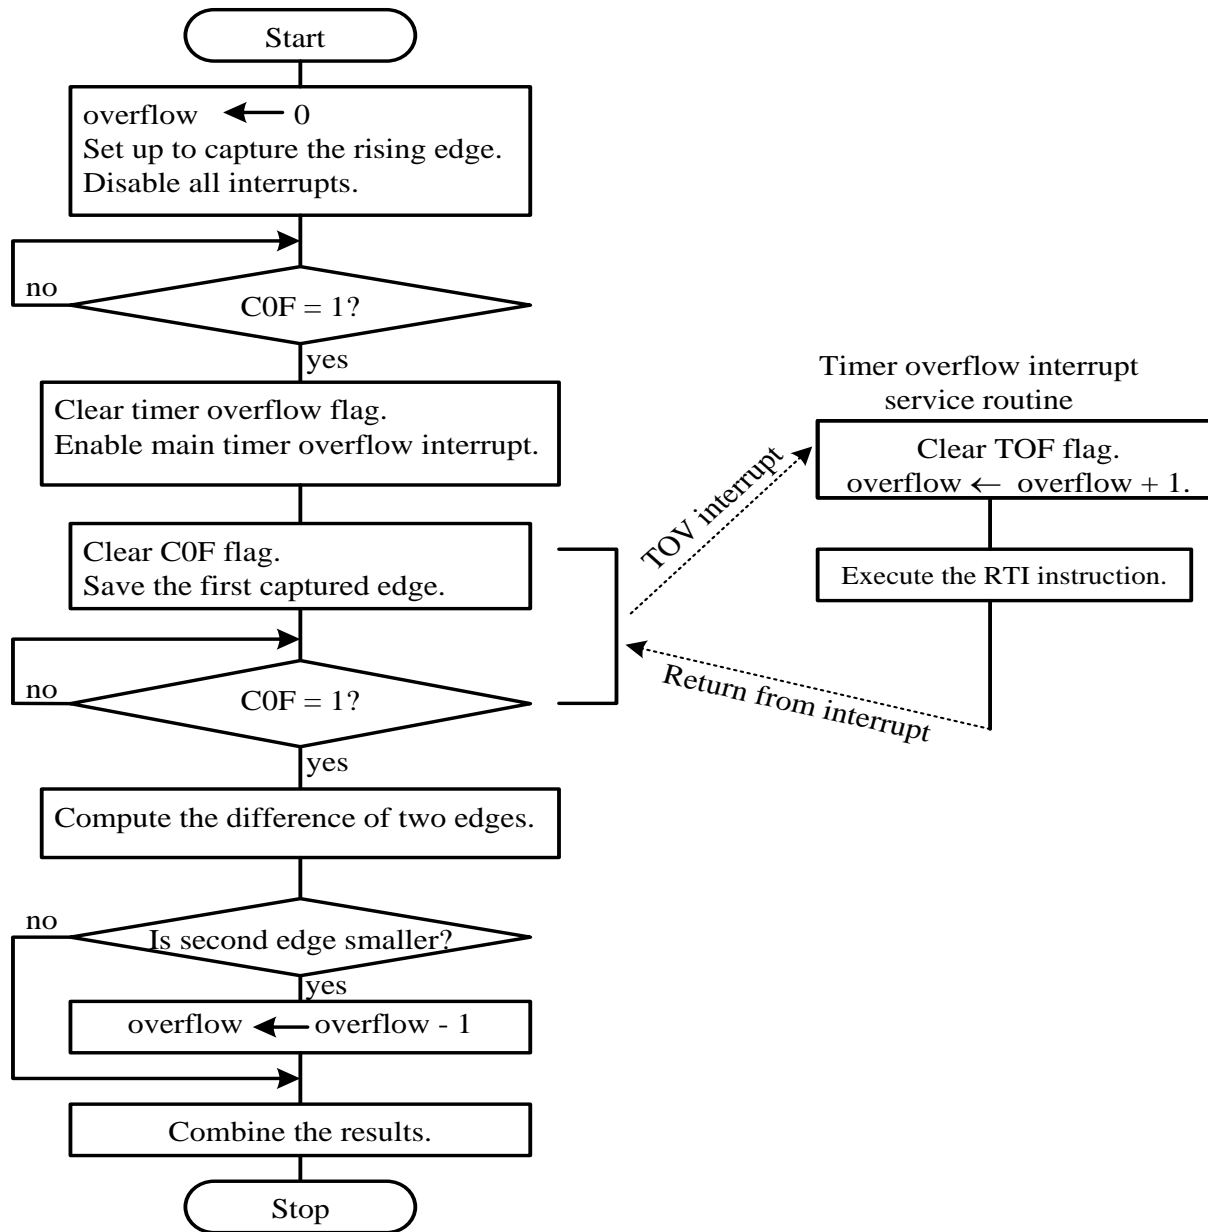 Start
overflow ← 0
Set up to capture the rising edge.
Disable all interrupts.
no
C0F = 1?
yes
Clear timer overflow flag.
Enable main timer overflow interrupt.
Clear C0F flag.
Save the first captured edge.
no
C0F = 1?
yes
Compute the difference of two edges.
no
Is second edge smaller?
yes
overflow ← overflow - 1
Combine the results.
Stop
TOV interrupt
Timer overflow interrupt
service routine
Clear TOF flag.
overflow ← overflow + 1.
Execute the RTI instruction.
Return from interrupt